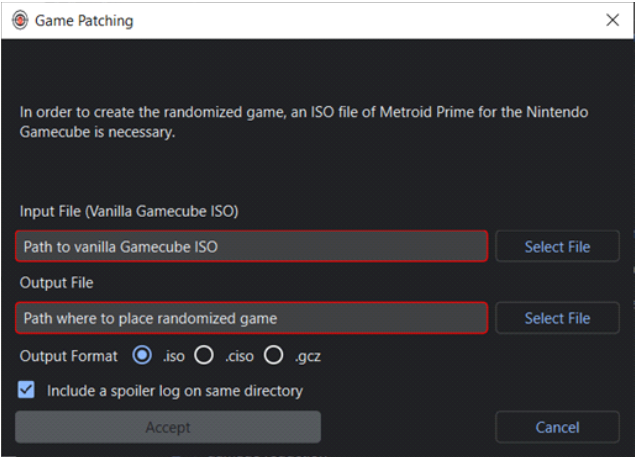 Game Patching
In order to create the randomized game, an ISO file of Metroid Prime for the Nintendo
Gamecube is necessary.
Input File (Vanilla Gamecube ISO)
Path to vanilla Gamecube ISO
Select File
Output File
Path where to place randomized game
Select File
Output Format .iso .ciso .gcz
Include a spoiler log on same directory
Accept
Cancel